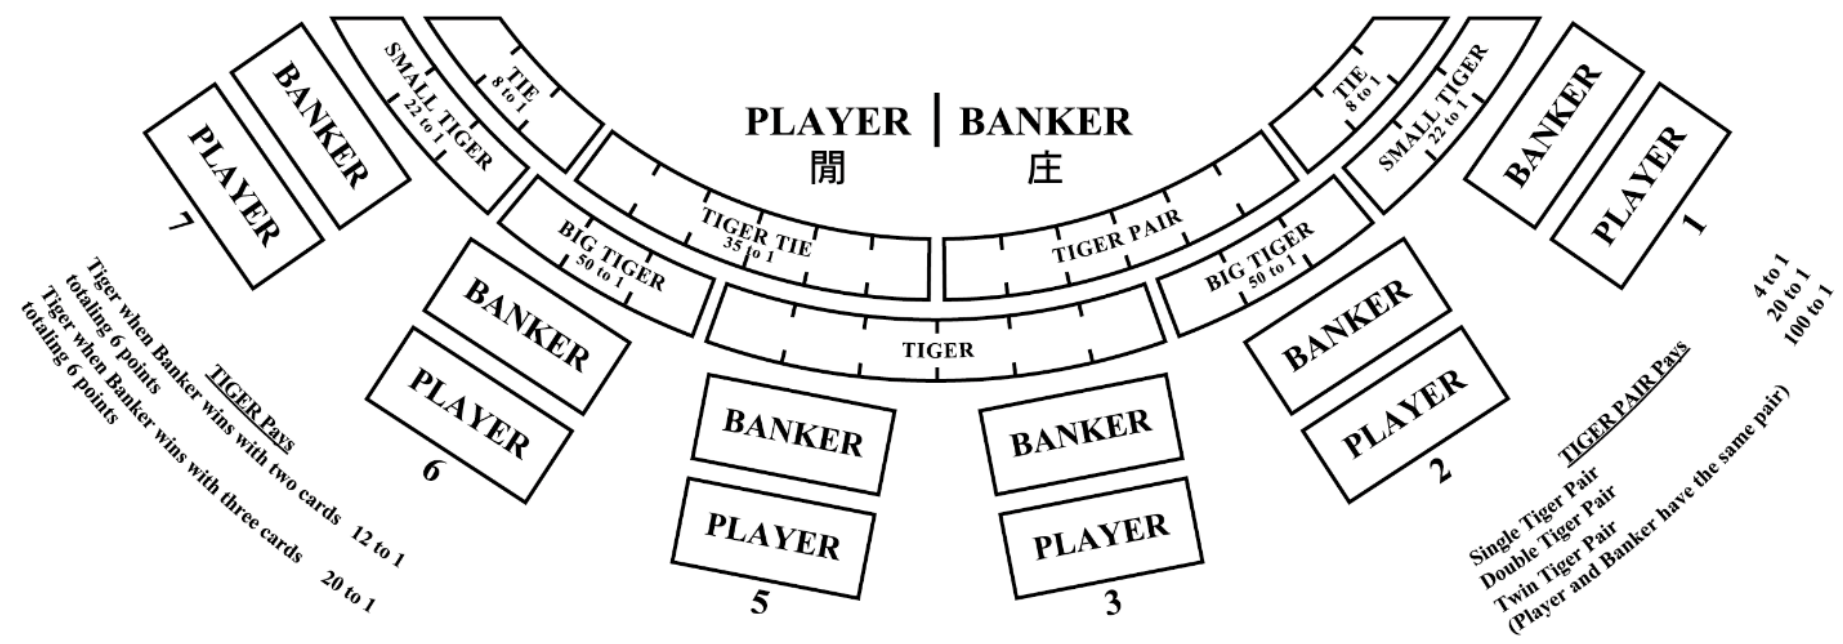 TIE
8 to 1
SMALL TIGER
22 to 1
BANKER
PLAYER
7
PLAYER | BANKER
閒 庄
TIE
8 to 1
SMALL TIGER
22 to 1
BANKER
PLAYER
1
TIGER TIE
35 to 1
TIGER PAIR
BIG TIGER
50 to 1
BIG TIGER
50 to 1
TIGER
BANKER
PLAYER
6
BANKER
PLAYER
5
BANKER
PLAYER
3
BANKER
PLAYER
2
TIGER Pays
Tiger when Banker wins with two cards 12 to 1
totaling 6 points
Tiger when Banker wins with three cards 20 to 1
totaling 6 points
TIGER PAIR Pays
Single Tiger Pair 4 to 1
Double Tiger Pair 20 to 1
Twin Tiger Pair 100 to 1
(Player and Banker have the same pair)